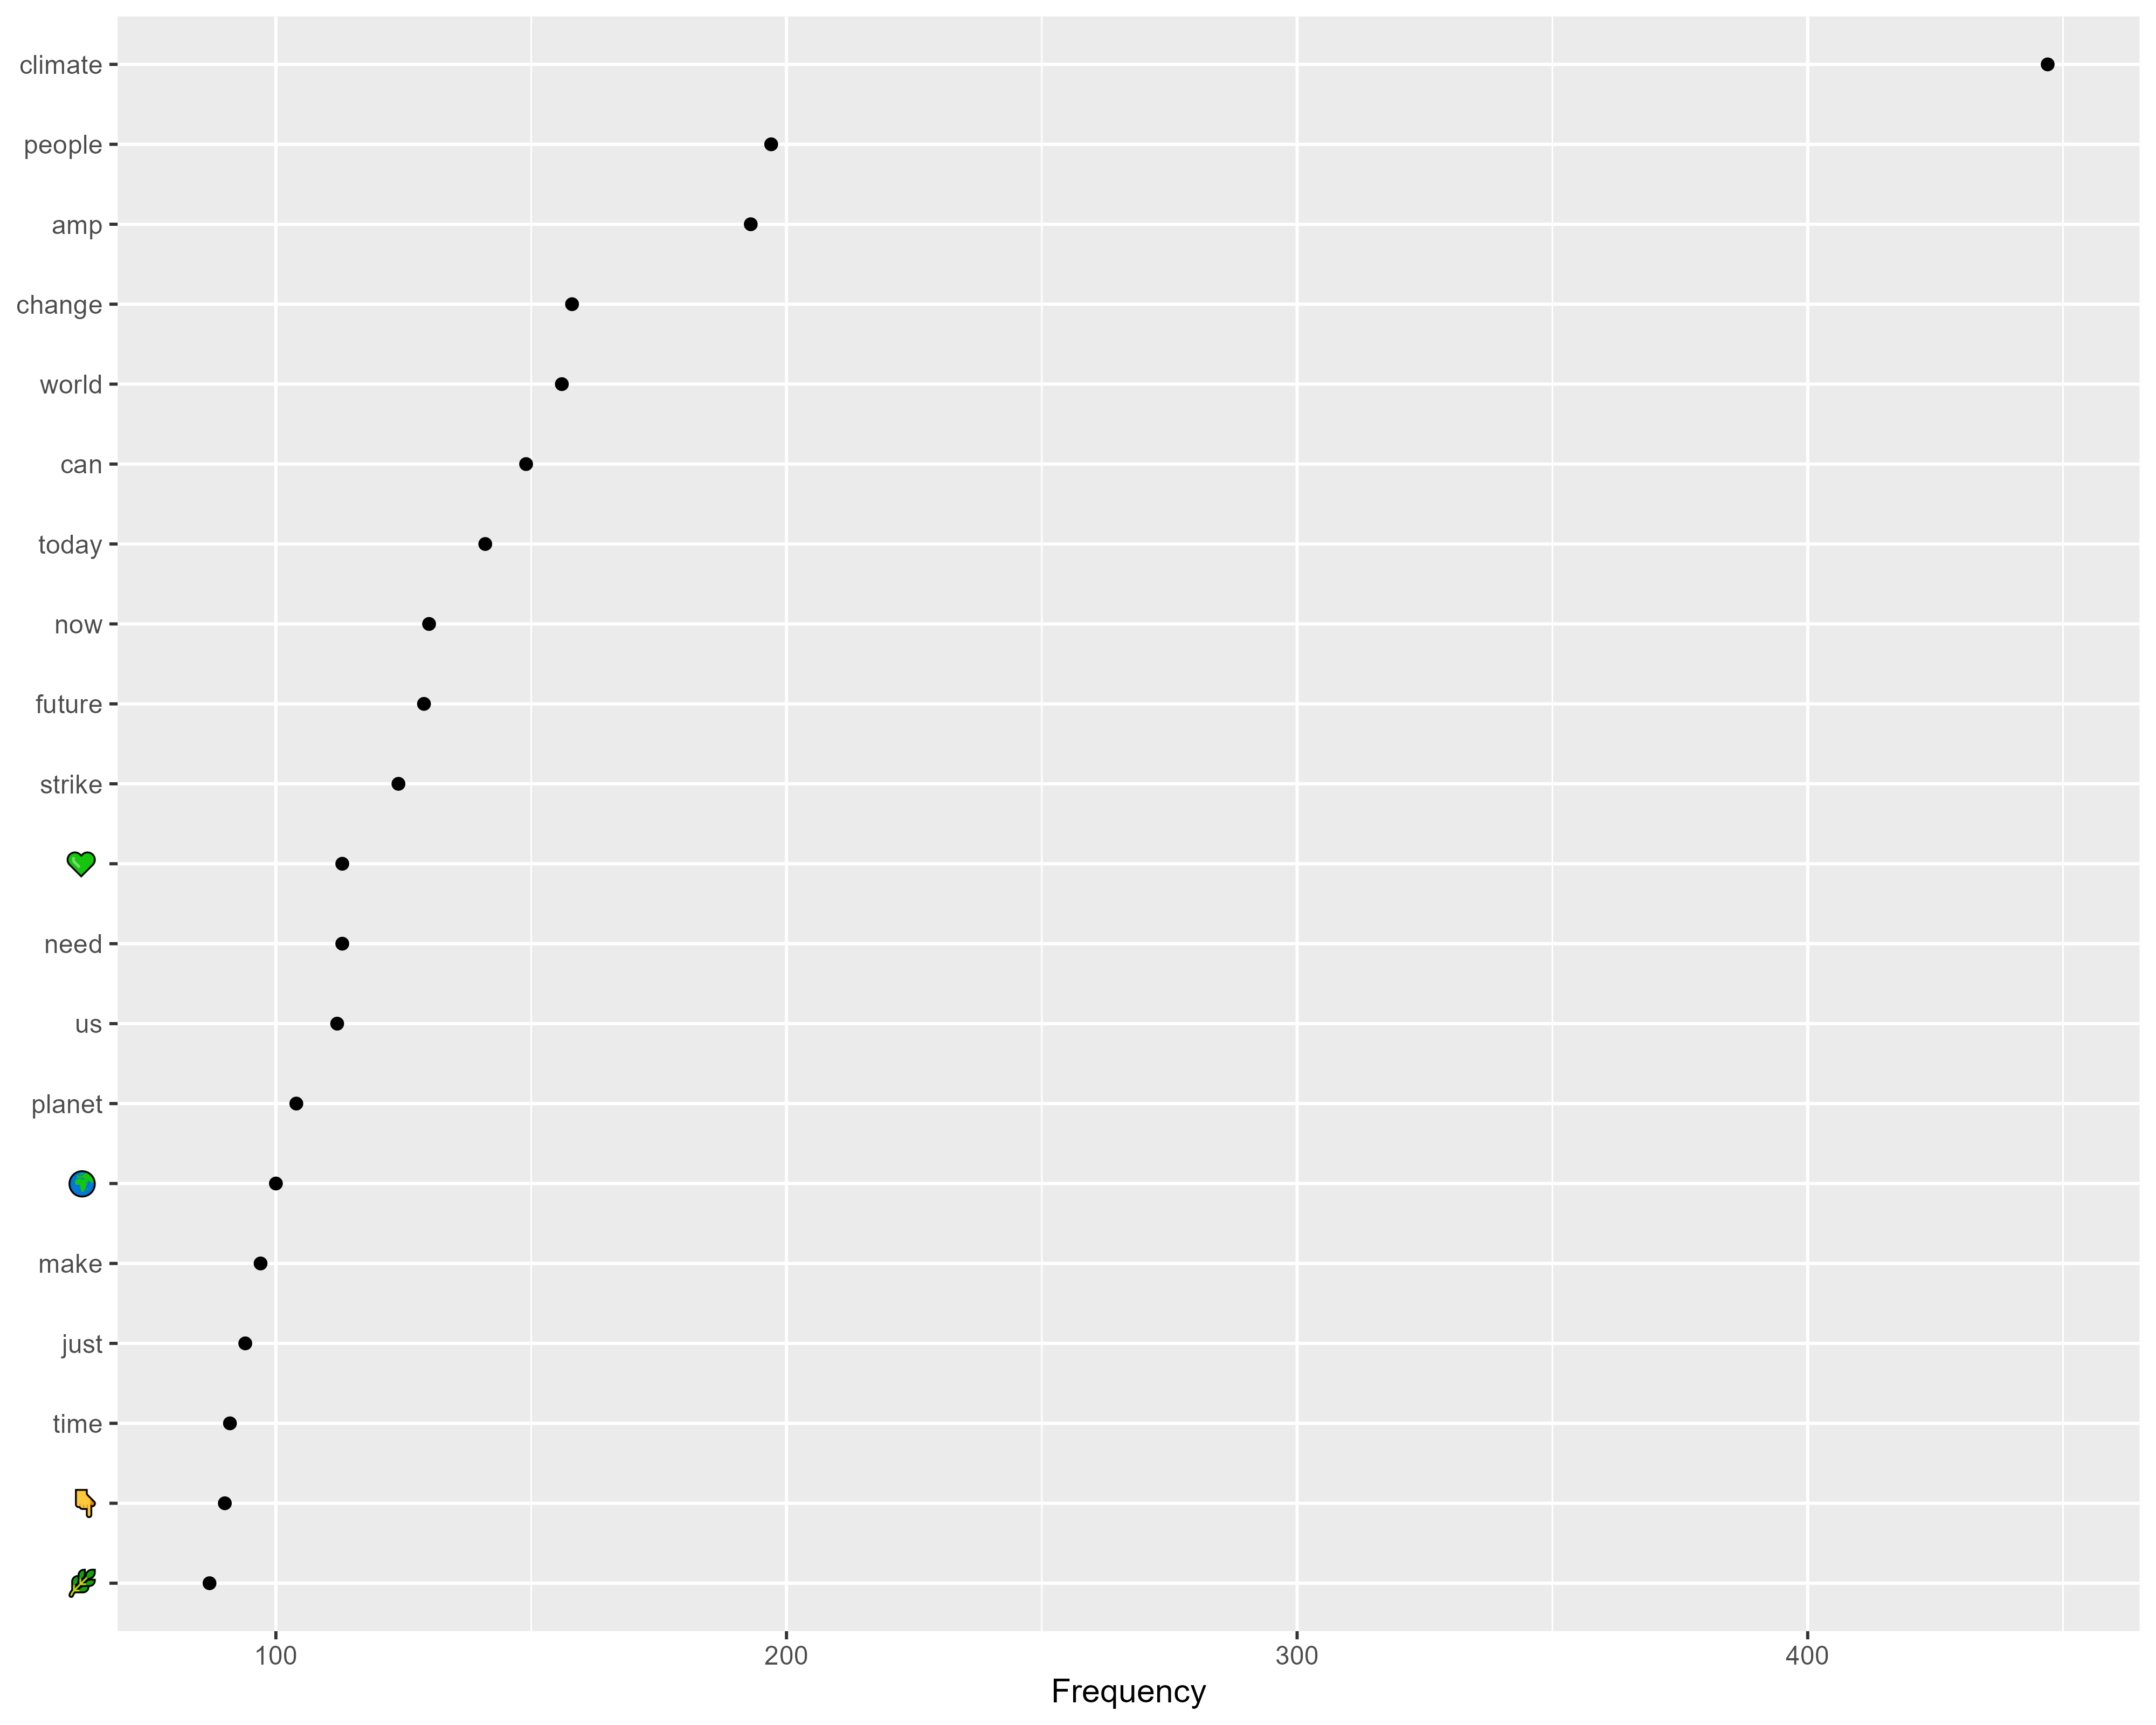 climate
people
amp
change
world
can
today
now
future
strike
💚
need
us
planet
🌍
make
just
time
👇
🌿
100 200 300 400
Frequency